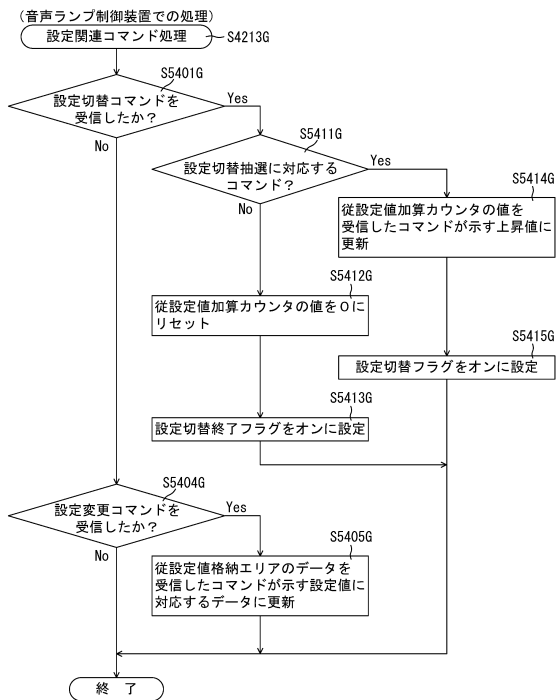 (音声ランプ制御装置での処理)
設定関連コマンド処理
S4213G
S5401G
設定切替コマンドを
受信したか?
Yes
No
S5411G
設定切替抽選に対応する
コマンド?
Yes
No
S5414G
従設定値加算カウンタの値を
受信したコマンドが示す上昇値に
更新
S5412G
従設定値加算カウンタの値を0に
リセット
S5415G
設定切替フラグをオンに設定
S5413G
設定切替終了フラグをオンに設定
S5404G
設定変更コマンドを
受信したか?
Yes
No
S5405G
従設定値格納エリアのデータを
受信したコマンドが示す設定値に
対応するデータに更新
終 了